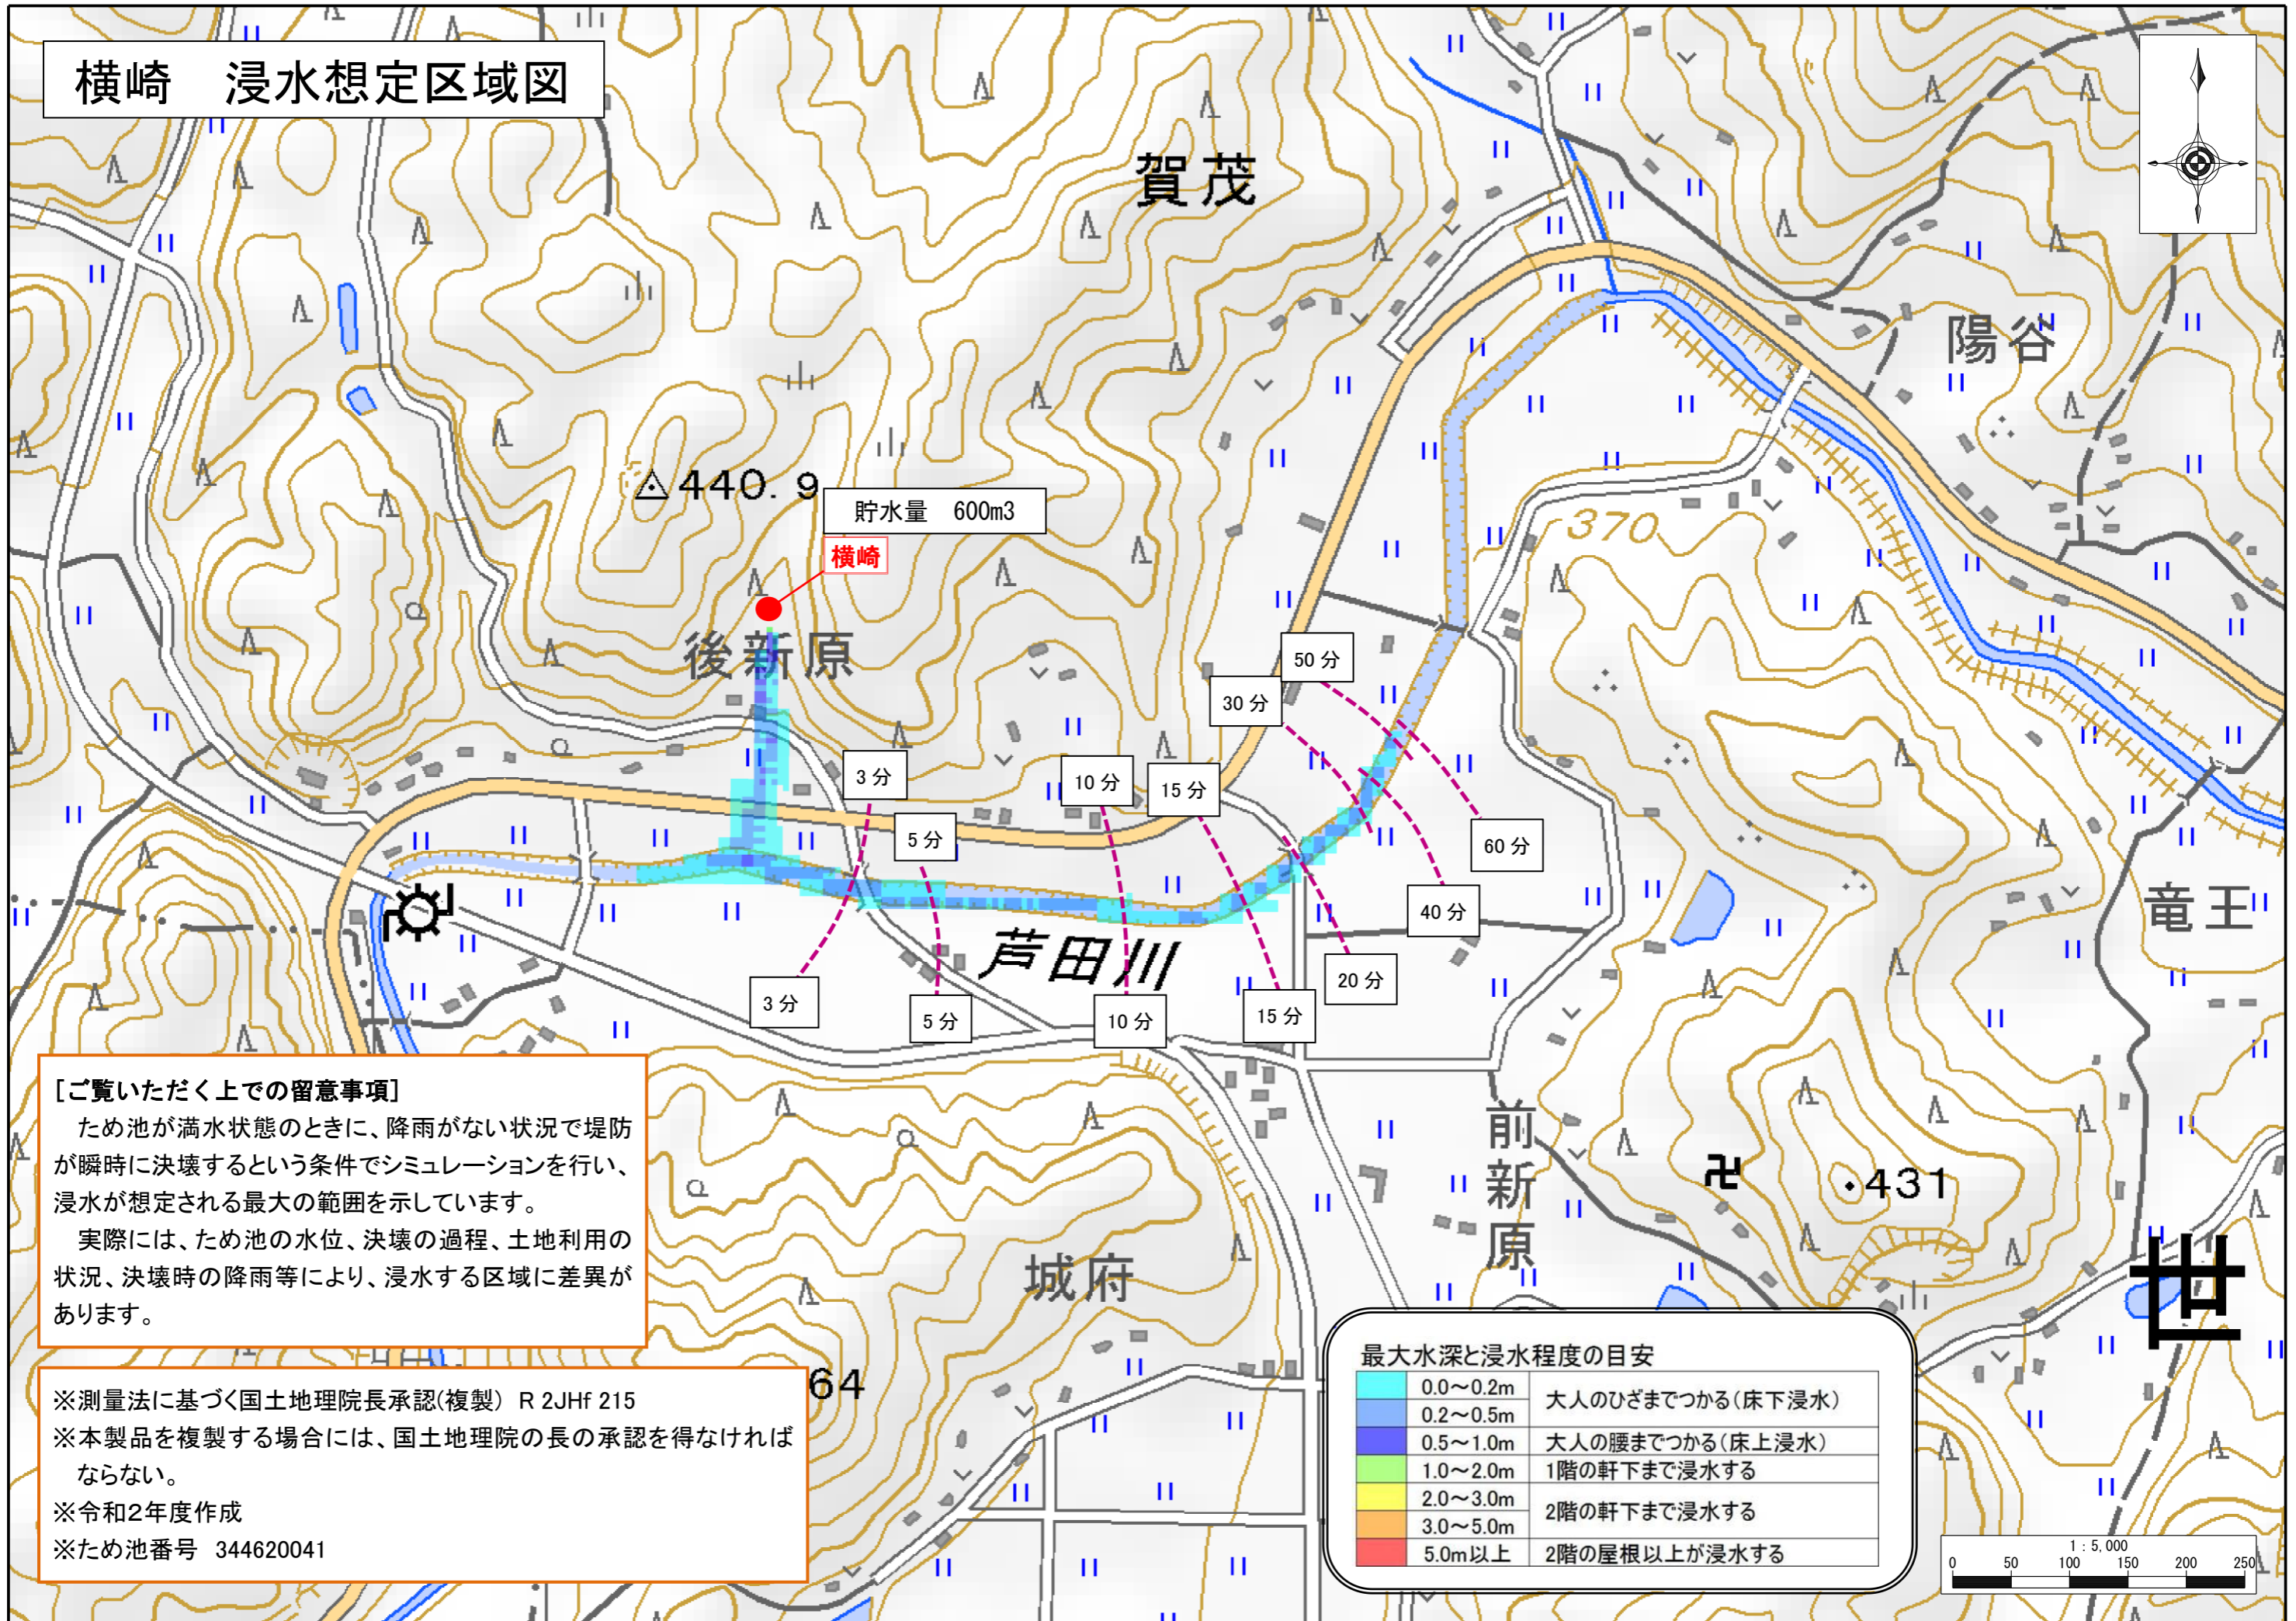 横崎　浸水想定区域図
賀茂
陽谷
440.9
貯水量　600m3
横崎
370
後新原
50 分
30 分
3 分
10 分
15 分
5 分
60 分
40 分
竜王
芦田川
20 分
3 分
5 分
10 分
15 分
前新原
431
城府
世
64
[ご覧いただく上での留意事項]
ため池が満水状態のときに、降雨がない状況で堤防
が瞬時に決壊するという条件でシミュレーションを行い、
浸水が想定される最大の範囲を示しています。
実際には、ため池の水位、決壊の過程、土地利用の
状況、決壊時の降雨等により、浸水する区域に差異が
あります。
※測量法に基づく国土地理院長承認(複製) R 2JHf 215
※本製品を複製する場合には、国土地理院の長の承認を得なければ
ならない。
※令和2年度作成
※ため池番号 344620041
最大水深と浸水程度の目安
0.0～0.2m 大人のひざまでつかる(床下浸水)
0.2～0.5m
0.5～1.0m 大人の腰までつかる(床上浸水)
1.0～2.0m 1階の軒下まで浸水する
2.0～3.0m 2階の軒下まで浸水する
3.0～5.0m
5.0m以上 2階の屋根以上が浸水する
1 : 5,000
0 50 100 150 200 250